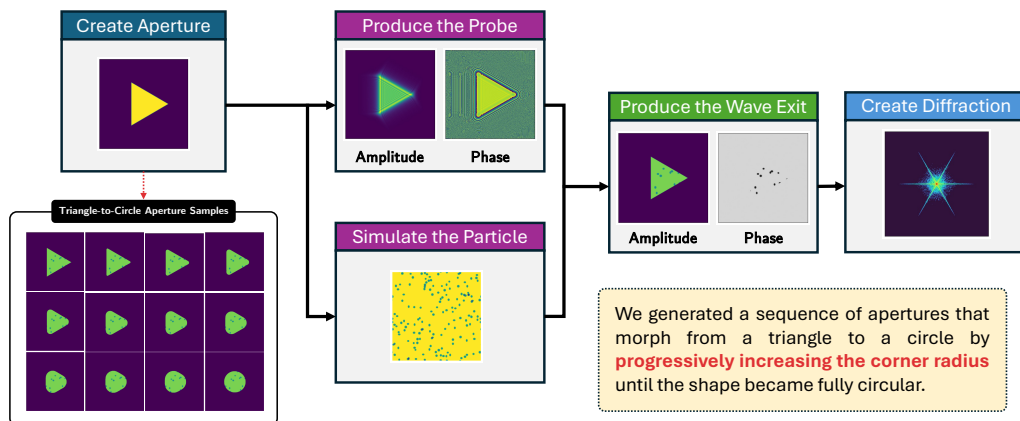 Create Aperture
Produce the Probe
Amplitude
Phase
Produce the Wave Exit
Amplitude
Phase
Create Diffraction
Triangle-to-Circle Aperture Samples
Simulate the Particle
We generated a sequence of apertures that
morph from a triangle to a circle by
progressively increasing the corner radius
until the shape became fully circular.